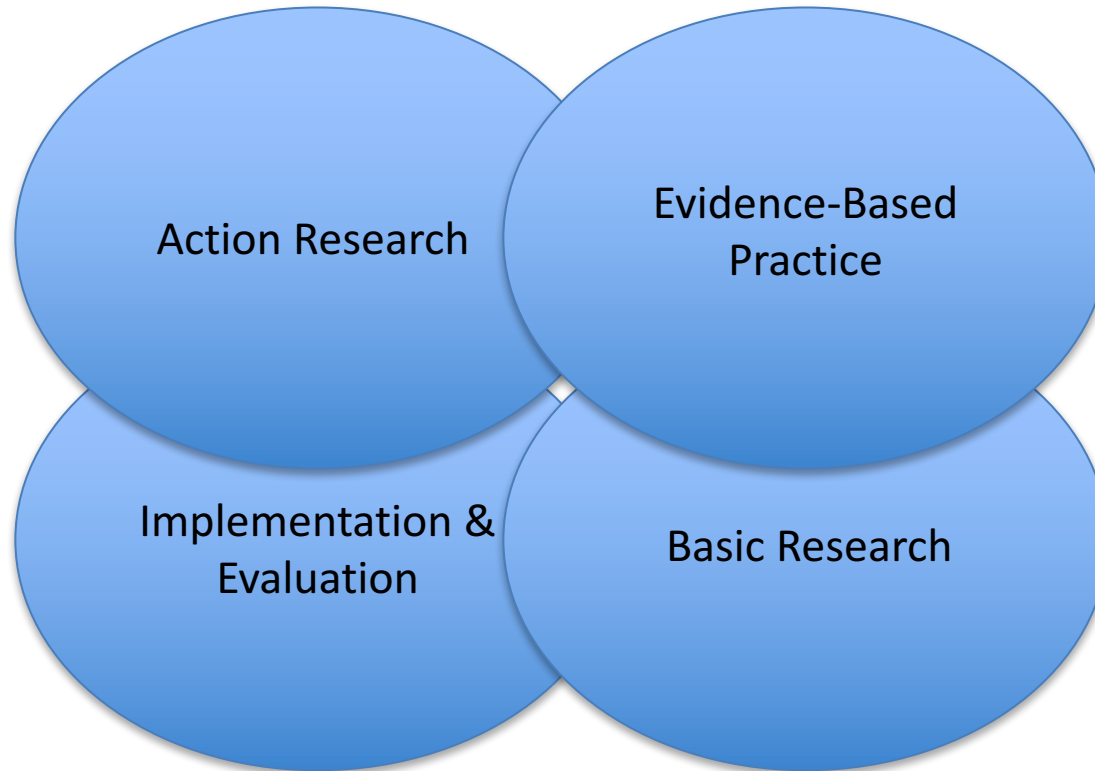 Action Research
Evidence-Based
Practice
Implementation &
Evaluation
Basic Research